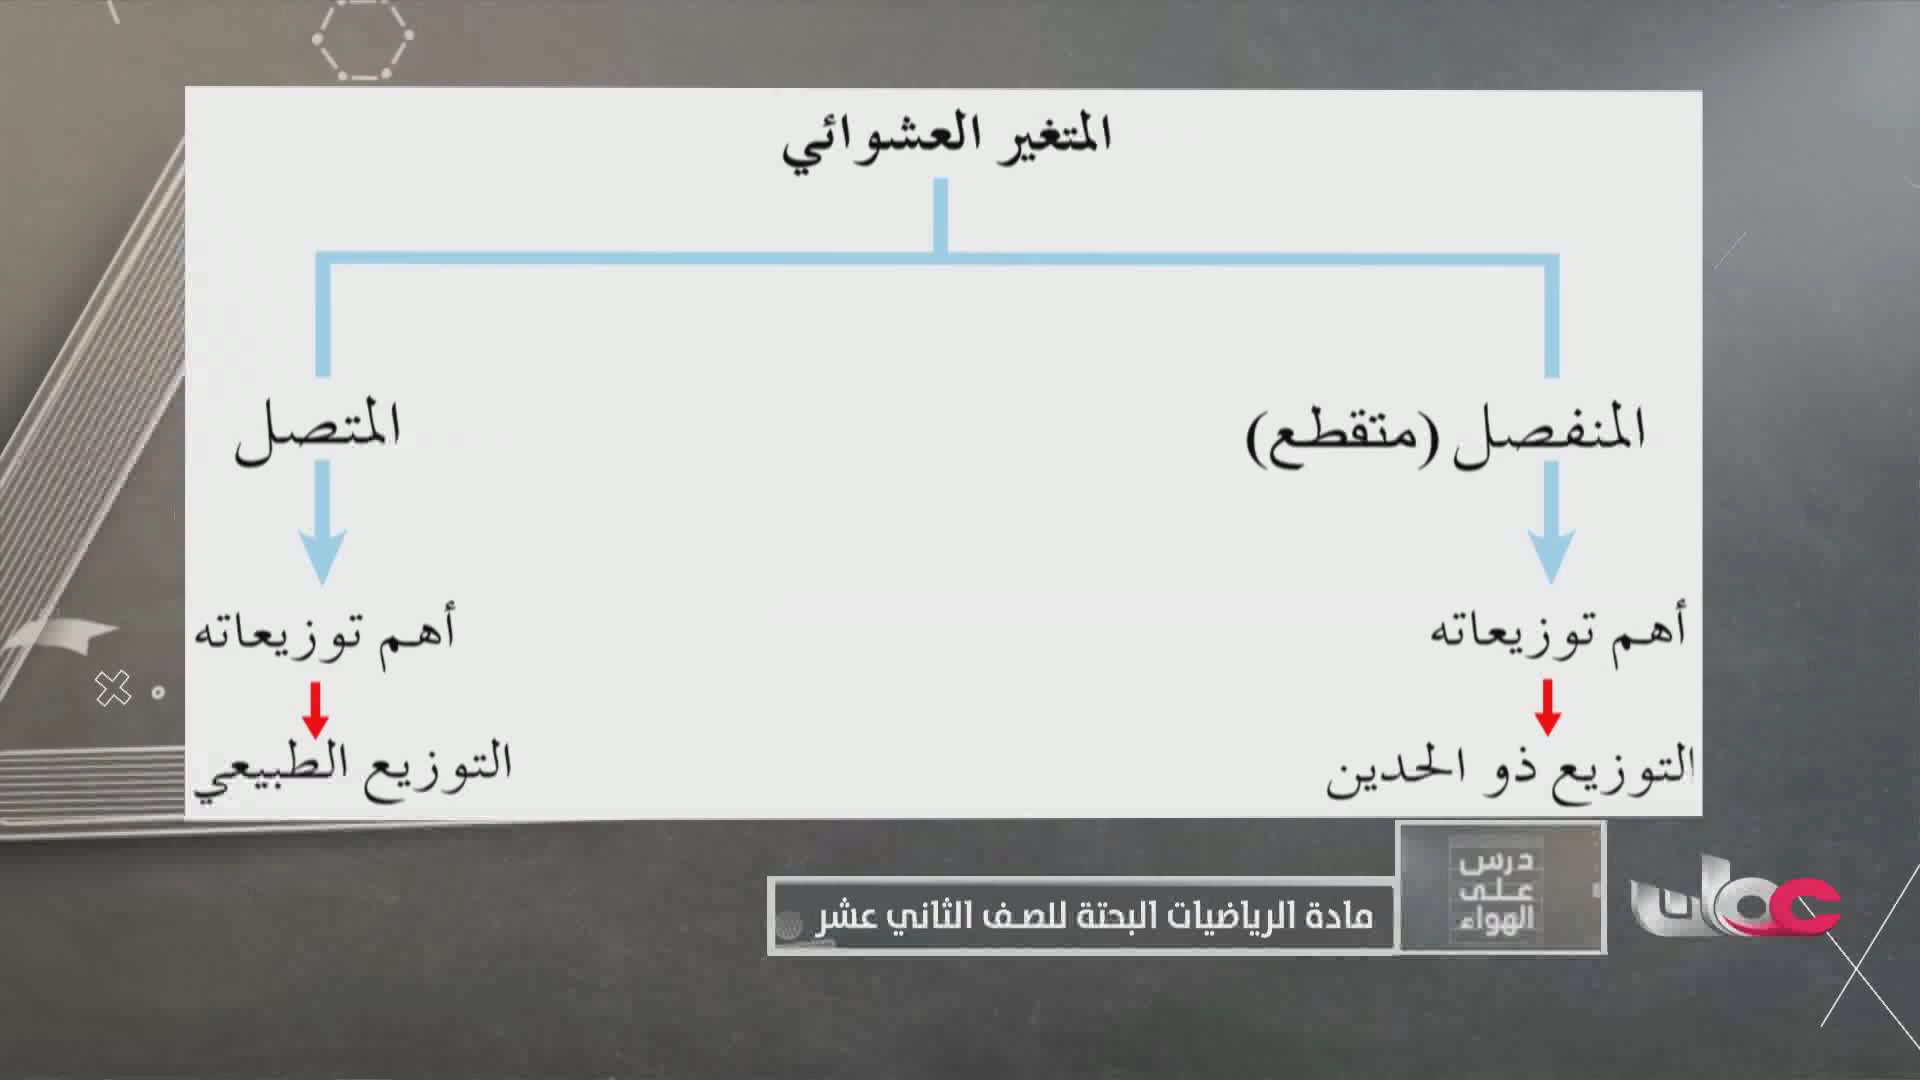 المتغير العشوائي
المنفصل (متقطع)
المتصل
أهم توزيعاته
أهم توزيعاته
التوزيع ذو الحدين
التوزيع الطبيعي
درس
على
الهواء
مادة الرياضيات البحتة للصف الثاني عشر